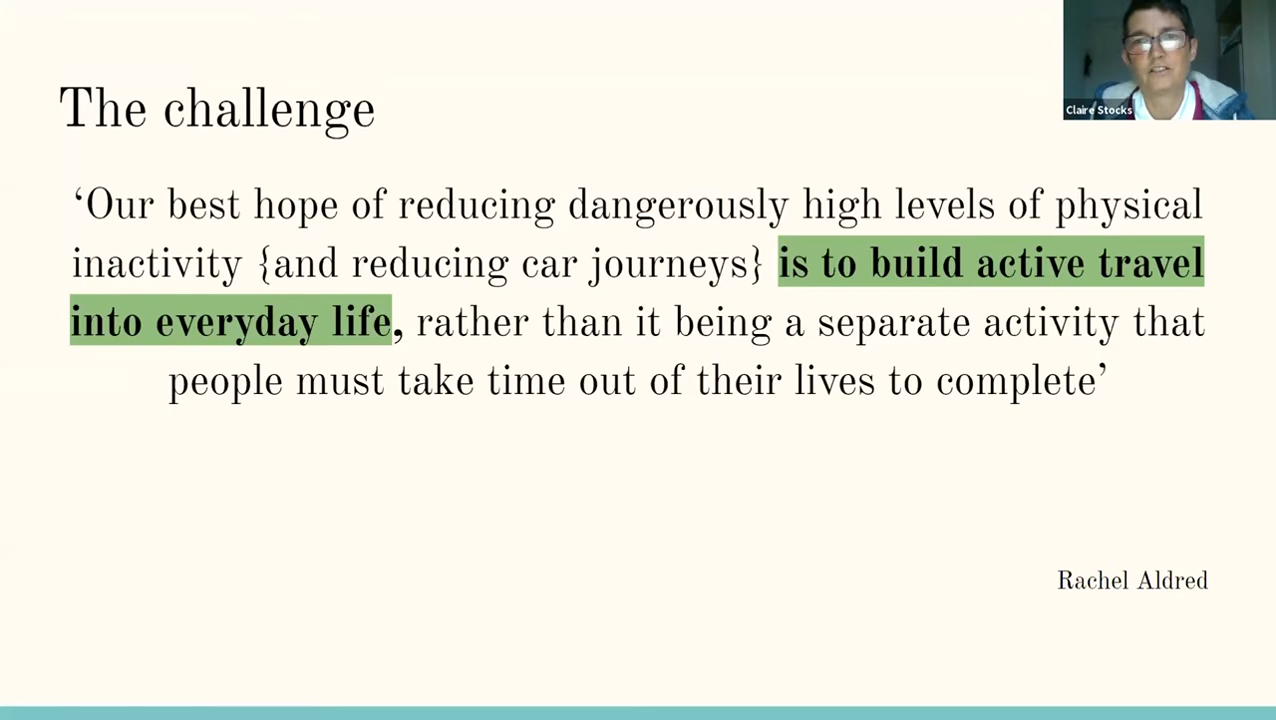 The challenge
Claire Stocks
‘Our best hope of reducing dangerously high levels of physical
inactivity {and reducing car journeys} is to build active travel
into everyday life, rather than it being a separate activity that
people must take time out of their lives to complete’
Rachel Aldred